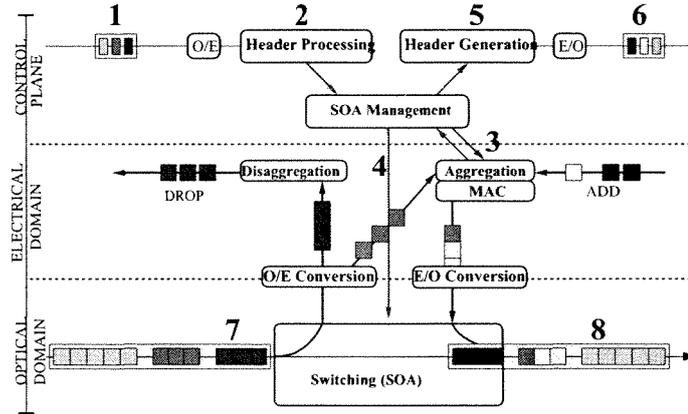 1 2 5 6
O/E Header Processing Header Generation E/O
CONTROL
PLANE
SOA Management
3
4
Disaggregation Aggregation
MAC
DROP ADD
ELECTRICAL
DOMAIN
O/E Conversion E/O Conversion
7 8
OPTICAL
DOMAIN
Switching (SOA)